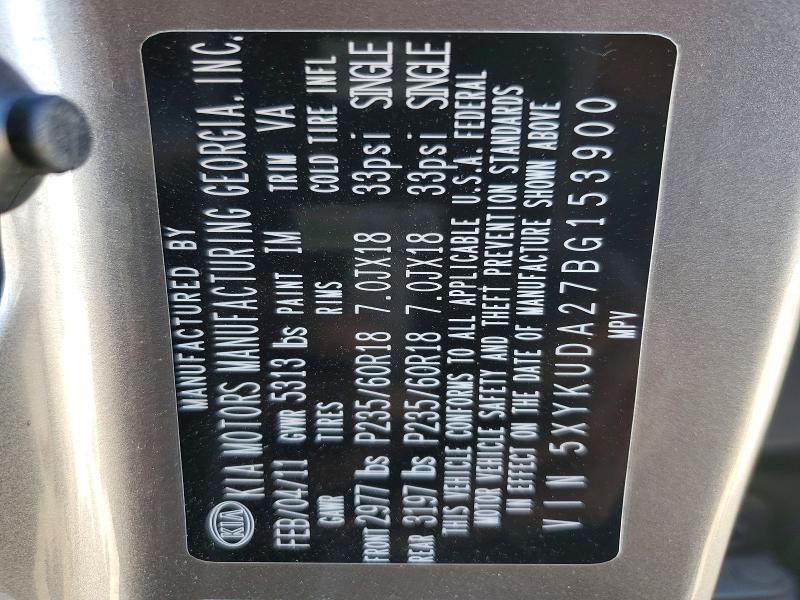 MANUFACTURED BY
KIA KIA MOTORS MANUFACTURING GEORGIA, INC.
FEB/04/11 GWR 5313 lbs PAINT IM TRIM VA
GAWR TIRES RIMS COLD TIRE INFL
FRONT 2977 lbs P235/60R18 7.0JX18 33psi SINGLE
REAR 3197 lbs P235/60R18 7.0JX18 33psi SINGLE
THIS VEHICLE CONFORMS TO ALL APPLICABLE U.S.A. FEDERAL
MOTOR VEHICLE SAFETY AND THEFT PREVENTION STANDARDS
IN EFFECT ON THE DATE OF MANUFACTURE SHOWN ABOVE
VIN 5XYKUDA27BG153900
MPV